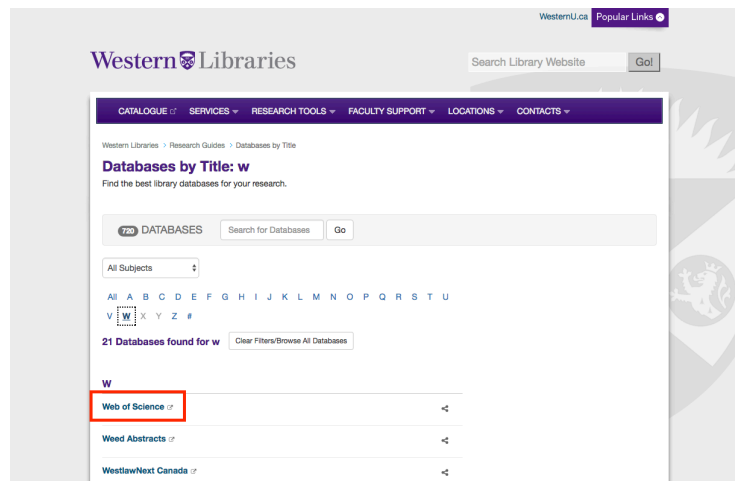 WesternU.ca Popular Links
Western Libraries
Search Library Website Go!
CATALOGUE SERVICES RESEARCH TOOLS FACULTY SUPPORT LOCATIONS CONTACTS
Western Libraries > Research Guides > Databases by Title
Databases by Title: w
Find the best library databases for your research.
720 DATABASES Search for Databases Go
All Subjects
All A B C D E F G H I J K L M N O P Q R S T U
V W X Y Z #
21 Databases found for w Clear Filters/Browse All Databases
W
Web of Science
Weed Abstracts
WestlawNext Canada